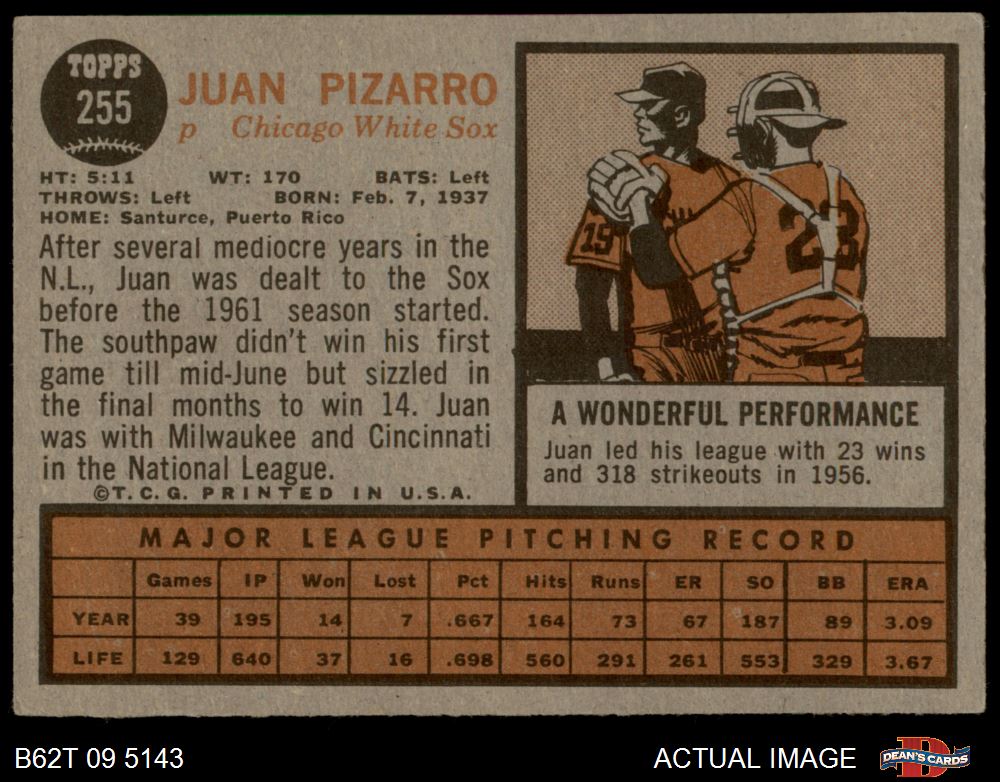 TOPPS
255
JUAN PIZARRO
p Chicago White Sox
HT: 5:11 WT: 170 BATS: Left
THROWS: Left BORN: Feb. 7, 1937
HOME: Santurce, Puerto Rico
After several mediocre years in the
N.L., Juan was dealt to the Sox
before the 1961 season started.
The southpaw didn't win his first
game till mid-June but sizzled in
the final months to win 14. Juan
was with Milwaukee and Cincinnati
in the National League.
©T.C.G. PRINTED IN U.S.A.
19
23
A WONDERFUL PERFORMANCE
Juan led his league with 23 wins
and 318 strikeouts in 1956.
MAJOR LEAGUE PITCHING RECORD
Games IP Won Lost Pct Hits Runs ER SO BB ERA
YEAR 39 195 14 7 .667 164 73 67 187 89 3.09
LIFE 129 640 37 16 .698 560 291 261 553 329 3.67
B62T 09 5143
ACTUAL IMAGE
D
DEAN'S CARDS